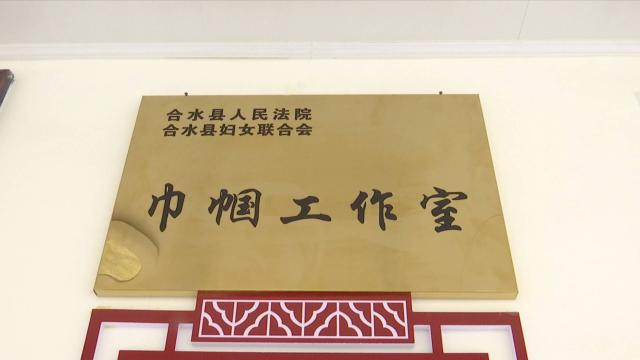 合水县人民法院
合水县妇女联合会
巾帼工作室